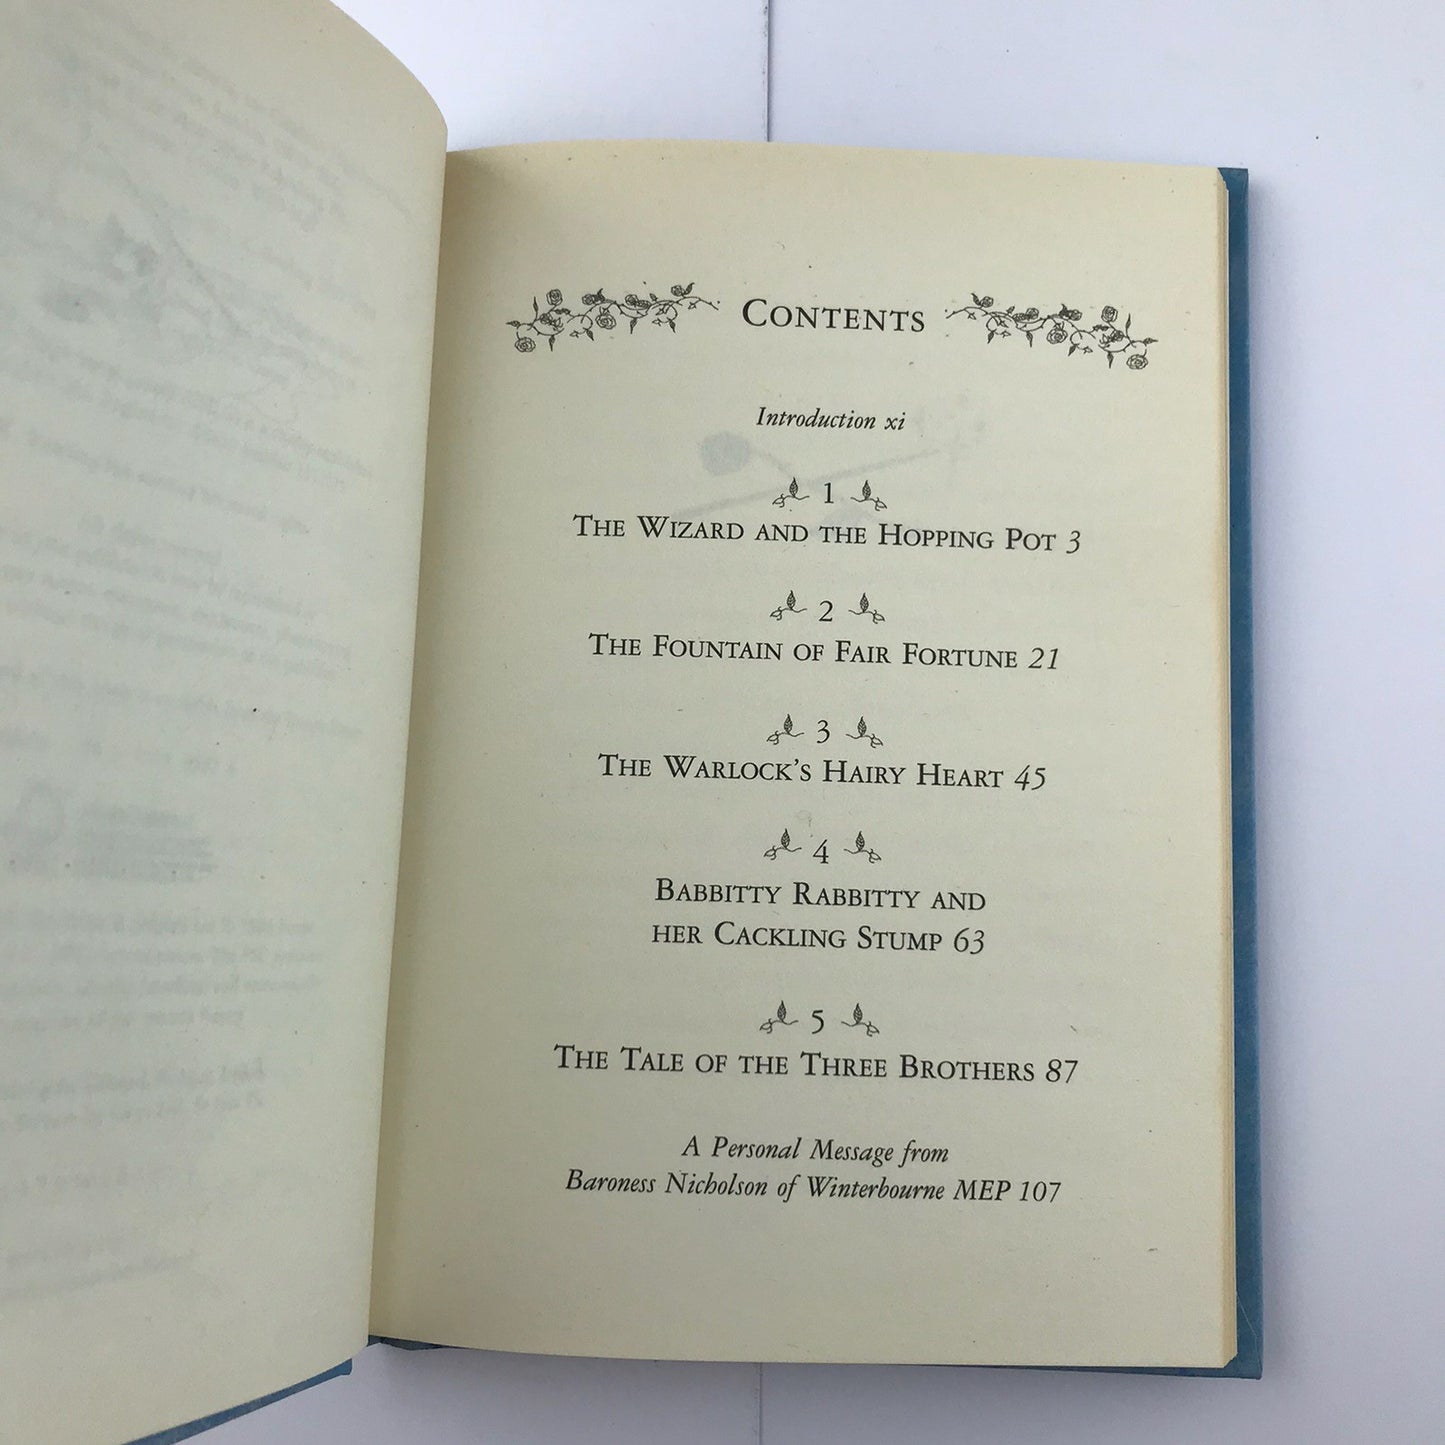 CONTENTS
Introduction xi
1
THE WIZARD AND THE HOPPING POT 3
2
THE FOUNTAIN OF FAIR FORTUNE 21
3
THE WARLOCK'S HAIRY HEART 45
4
BABBITTY RABBITTY AND
HER CACKLING STUMP 63
5
THE TALE OF THE THREE BROTHERS 87
A Personal Message from
Baroness Nicholson of Winterbourne MEP 107